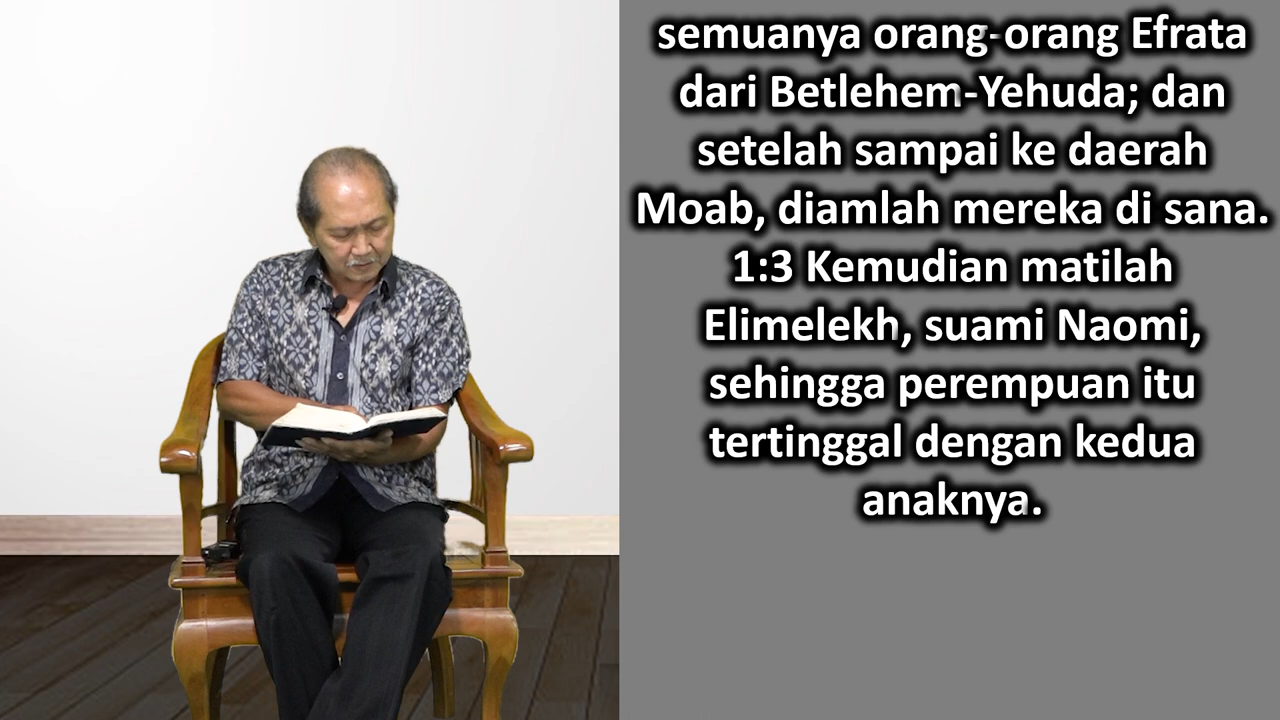 semuanya orang-orang Efrata
dari Betlehem-Yehuda; dan
setelah sampai ke daerah
Moab, diamlah mereka di sana.
1:3 Kemudian matilah
Elimelekh, suami Naomi,
sehingga perempuan itu
tertinggal dengan kedua
anaknya.